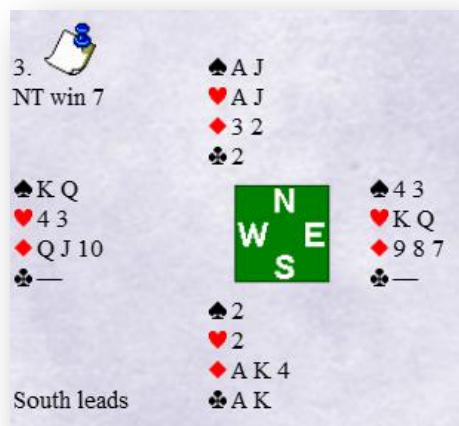 3.
NT win 7
♠ A J
♥ A J
♦ 3 2
♣ 2
♠ K Q
♥ 4 3
♦ Q J 10
♣ —
N
W E
S
♠ 4 3
♥ K Q
♦ 9 8 7
♣ —
♠ 2
♥ 2
♦ A K 4
♣ A K
South leads